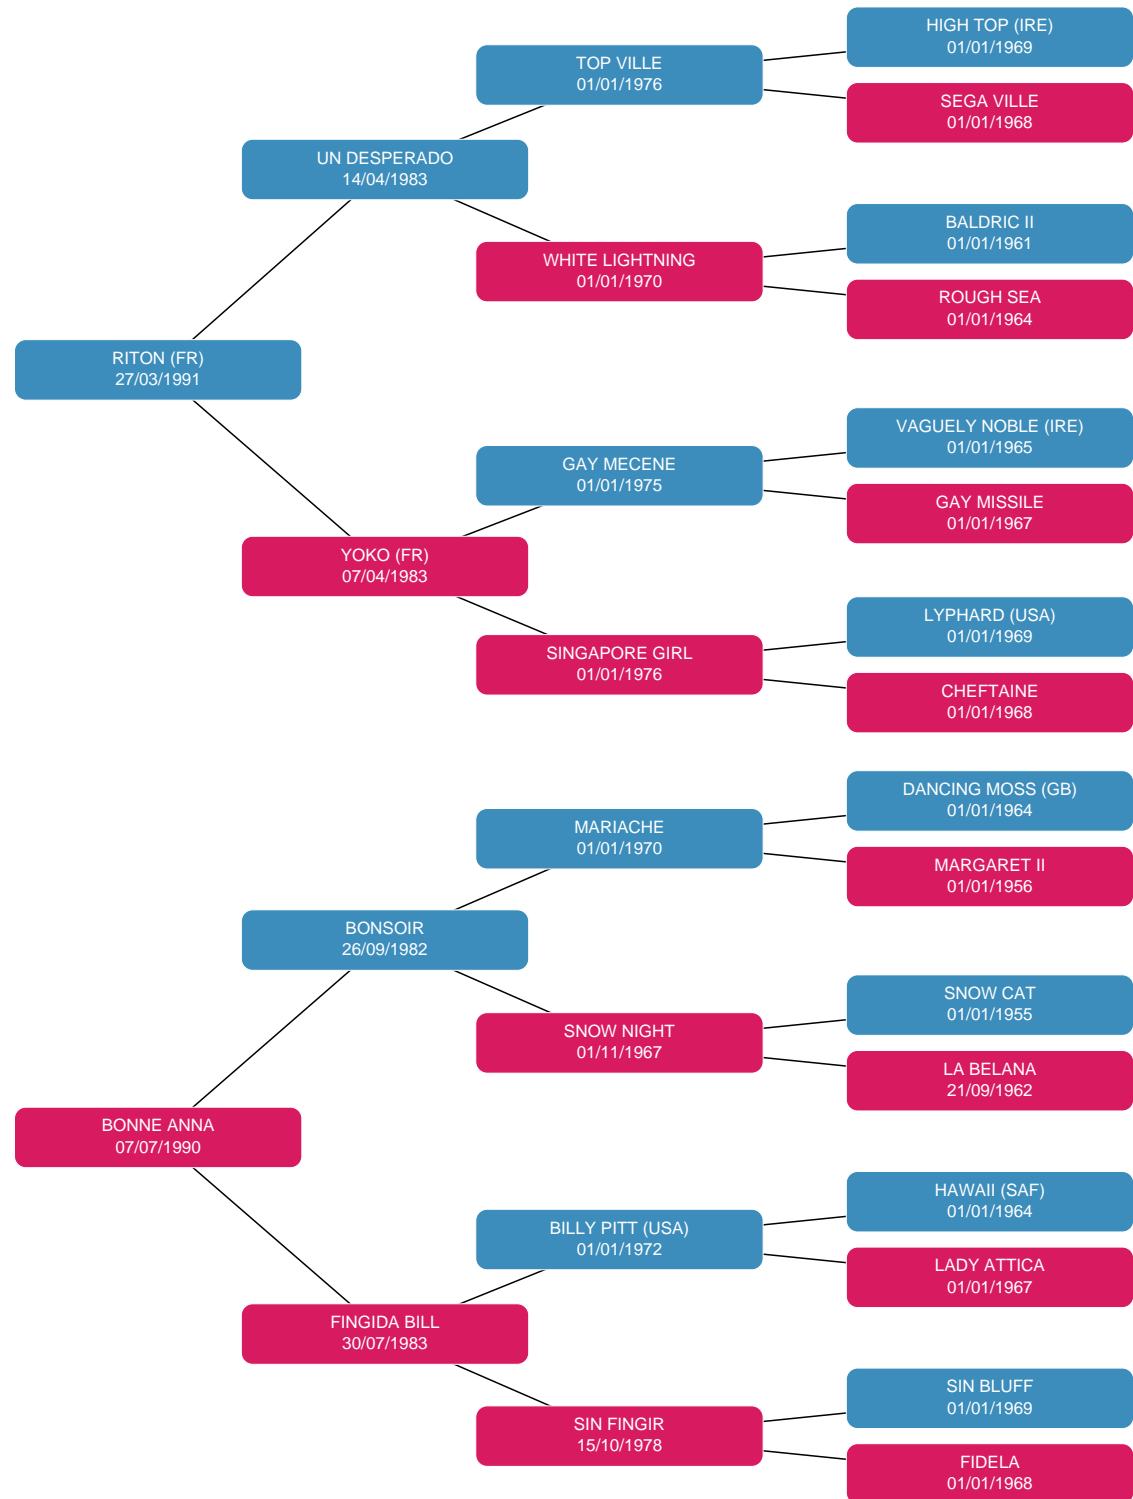 HIGH TOP (IRE)
01/01/1969
TOP VILLE
01/01/1976
SEGA VILLE
01/01/1968
UN DESPERADO
14/04/1983
BALDRIC II
01/01/1961
WHITE LIGHTNING
01/01/1970
ROUGH SEA
01/01/1964
RITON (FR)
27/03/1991
VAGUELY NOBLE (IRE)
01/01/1965
GAY MECENE
01/01/1975
GAY MISSILE
01/01/1967
YOKO (FR)
07/04/1983
LYPHARD (USA)
01/01/1969
SINGAPORE GIRL
01/01/1976
CHEFTAINE
01/01/1968
DANCING MOSS (GB)
01/01/1964
MARIACHE
01/01/1970
MARGARET II
01/01/1956
BONSOIR
26/09/1982
SNOW CAT
01/01/1955
SNOW NIGHT
01/11/1967
LA BELANA
21/09/1962
BONNE ANNA
07/07/1990
HAWAII (SAF)
01/01/1964
BILLY PITT (USA)
01/01/1972
LADY ATTICA
01/01/1967
FINGIDA BILL
30/07/1983
SIN BLUFF
01/01/1969
SIN FINGIR
15/10/1978
FIDELA
01/01/1968